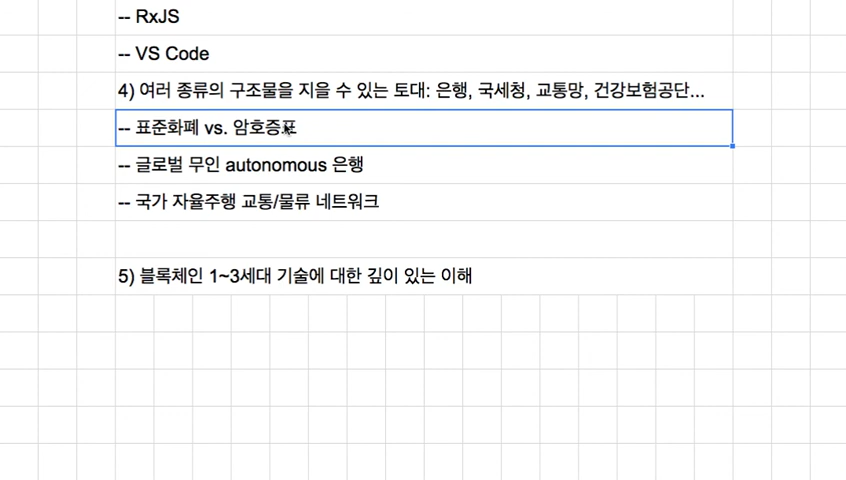 -- RxJS
-- VS Code
4) 여러 종류의 구조물을 지을 수 있는 토대: 은행, 국세청, 교통망, 건강보험공단...
-- 표준화폐 vs. 암호증표
-- 글로벌 무인 autonomous 은행
-- 국가 자율주행 교통/물류 네트워크
5) 블록체인 1~3세대 기술에 대한 깊이 있는 이해